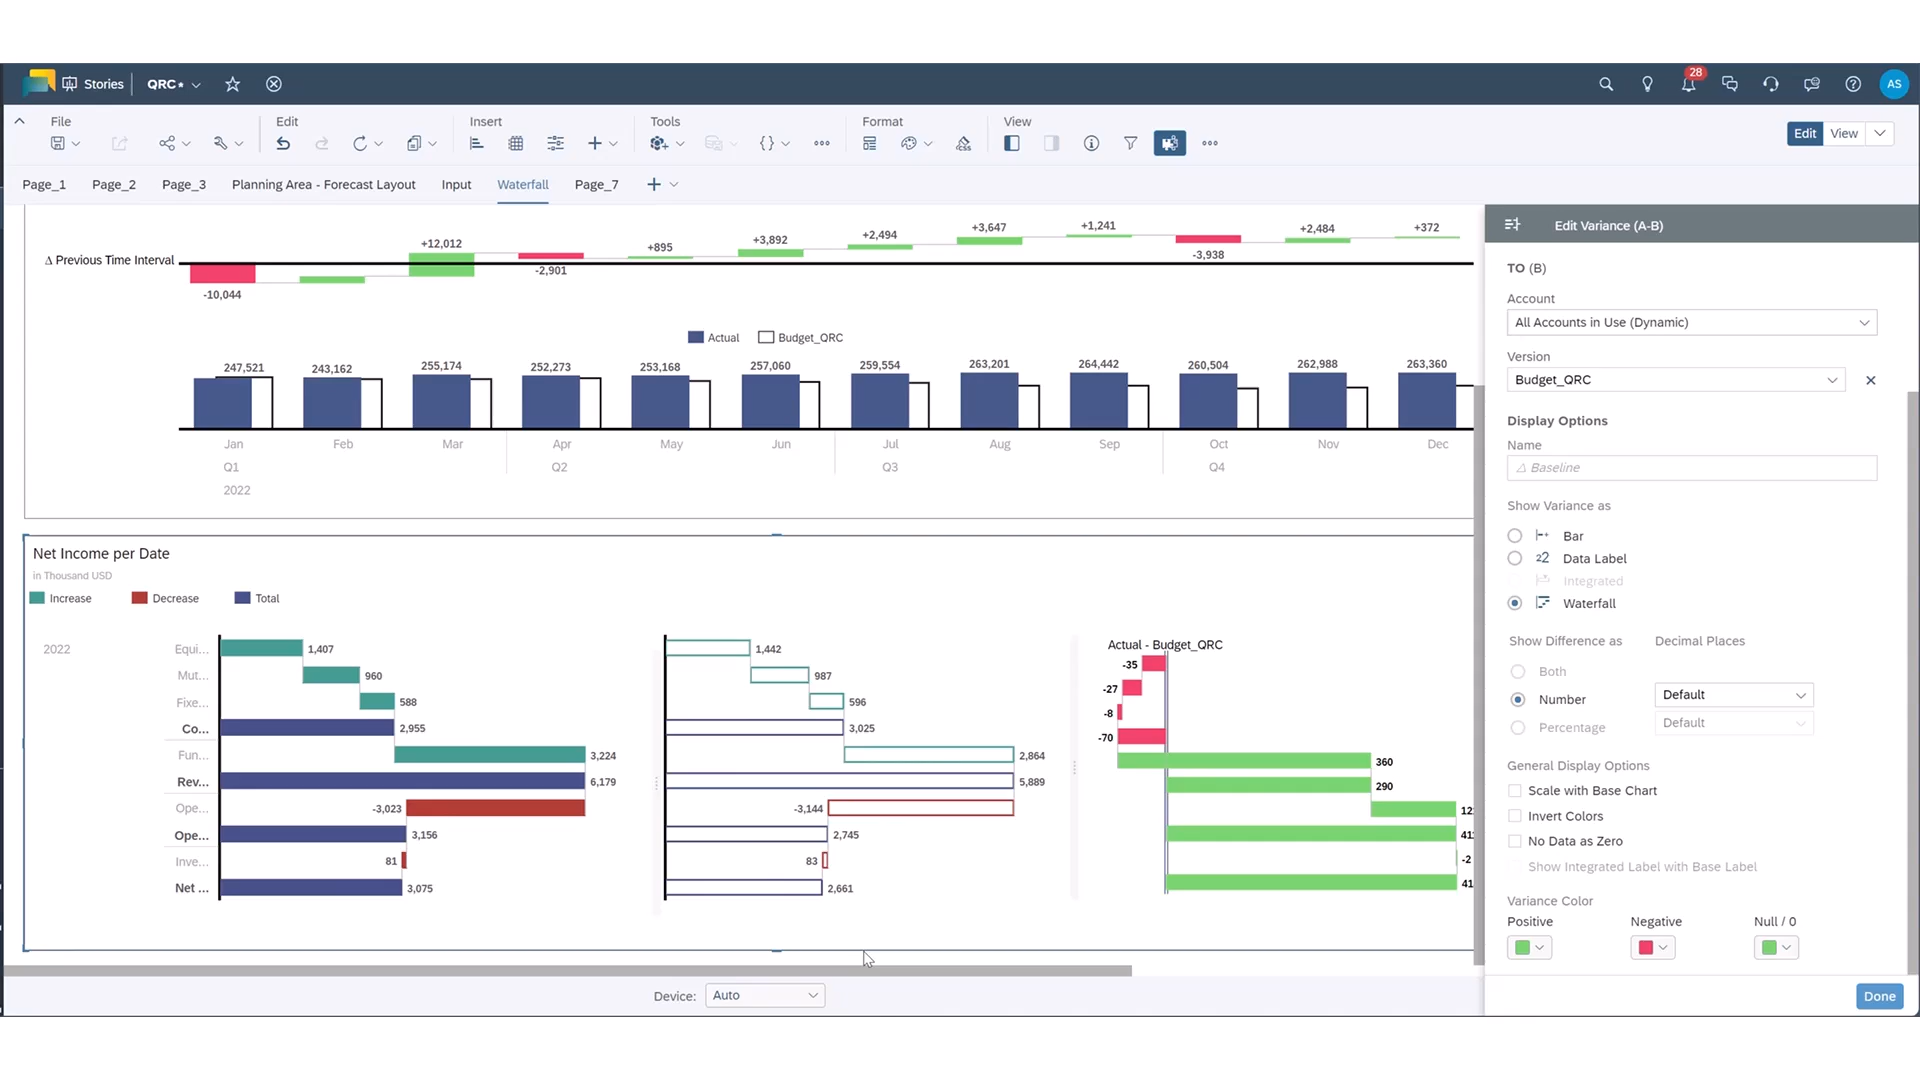 Stories
QRC*
28
AS
File
Edit
Insert
Tools
Format
View
Edit
View
Page_1
Page_2
Page_3
Planning Area - Forecast Layout
Input
Waterfall
Page_7
Δ Previous Time Interval
-10,044
+12,012
-2,901
+895
+3,892
+2,494
+3,647
+1,241
-3,938
+2,484
+372
Actual
Budget_QRC
247,521
243,162
255,174
252,273
253,168
257,060
259,554
263,201
264,442
260,504
262,988
263,360
Jan
Feb
Mar
Apr
May
Jun
Jul
Aug
Sep
Oct
Nov
Dec
Q1
Q2
Q3
Q4
2022
Net Income per Date
in Thousand USD
Increase
Decrease
Total
2022
Equi... 1,407 1,442
Mut... 960 987
Fixe... 588 596
Co... 2,955 3,025
Fun... 3,224 2,864
Rev... 6,179 5,889
Ope... -3,023 -3,144
Ope... 3,156 2,745
Inve... 81 83
Net ... 3,075 2,661
Actual - Budget_QRC
-35
-27
-8
-70
360
290
-2
Device:
Auto
Edit Variance (A-B)
TO (B)
Account
All Accounts in Use (Dynamic)
Version
Budget_QRC
Display Options
Name
△ Baseline
Show Variance as
Bar
Data Label
Integrated
Waterfall
Show Difference as
Decimal Places
Both
Number
Default
Percentage
Default
General Display Options
Scale with Base Chart
Invert Colors
No Data as Zero
Show Integrated Label with Base Label
Variance Color
Positive
Negative
Null / 0
Done